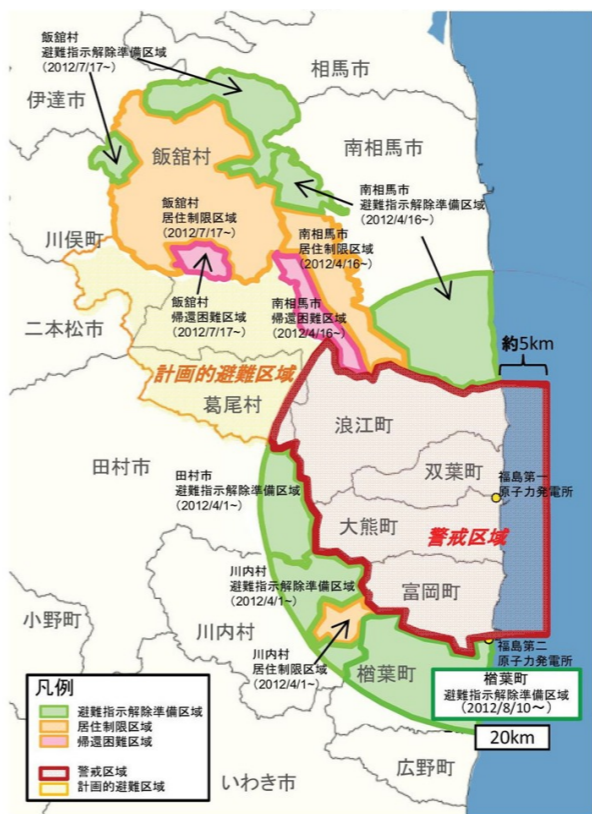 飯舘村
避難指示解除準備区域
(2012/7/17~)
相馬市
伊達市
飯舘村
南相馬市
南相馬市
避難指示解除準備区域
(2012/4/16~)
飯舘村
居住制限区域
(2012/7/17~)
川俣町
南相馬市
居住制限区域
(2012/4/16~)
飯舘村
帰還困難区域
(2012/7/17~)
南相馬市
帰還困難区域
(2012/4/16~)
二本松市
計画的避難区域
約5km
葛尾村
浪江町
田村市
田村市
避難指示解除準備区域
(2012/4/1~)
双葉町
福島第一
原子力発電所
大熊町
警戒区域
川内村
避難指示解除準備区域
(2012/4/1~)
富岡町
小野町
川内村
川内村
居住制限区域
(2012/4/1~)
福島第二
原子力発電所
楢葉町
楢葉町
避難指示解除準備区域
(2012/8/10~)
20km
広野町
いわき市
凡例
避難指示解除準備区域
居住制限区域
帰還困難区域
警戒区域
計画的避難区域